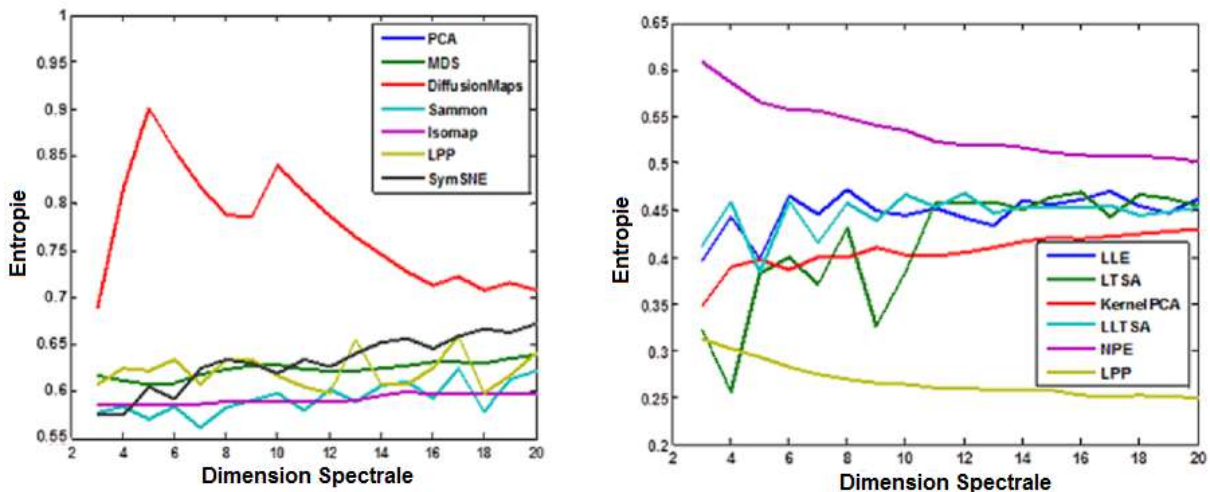 1
0.95
0.9
0.85
0.8
0.75
0.7
0.65
0.6
0.55
2 4 6 8 10 12 14 16 18 20
Entropie
Dimension Spectrale
PCA
MDS
DiffusionMaps
Sammon
Isomap
LPP
SymSNE
0.65
0.6
0.55
0.5
0.45
0.4
0.35
0.3
0.25
0.2
2 4 6 8 10 12 14 16 18 20
Entropie
Dimension Spectrale
LLE
LTSA
KernelPCA
LLTSA
NPE
LPP